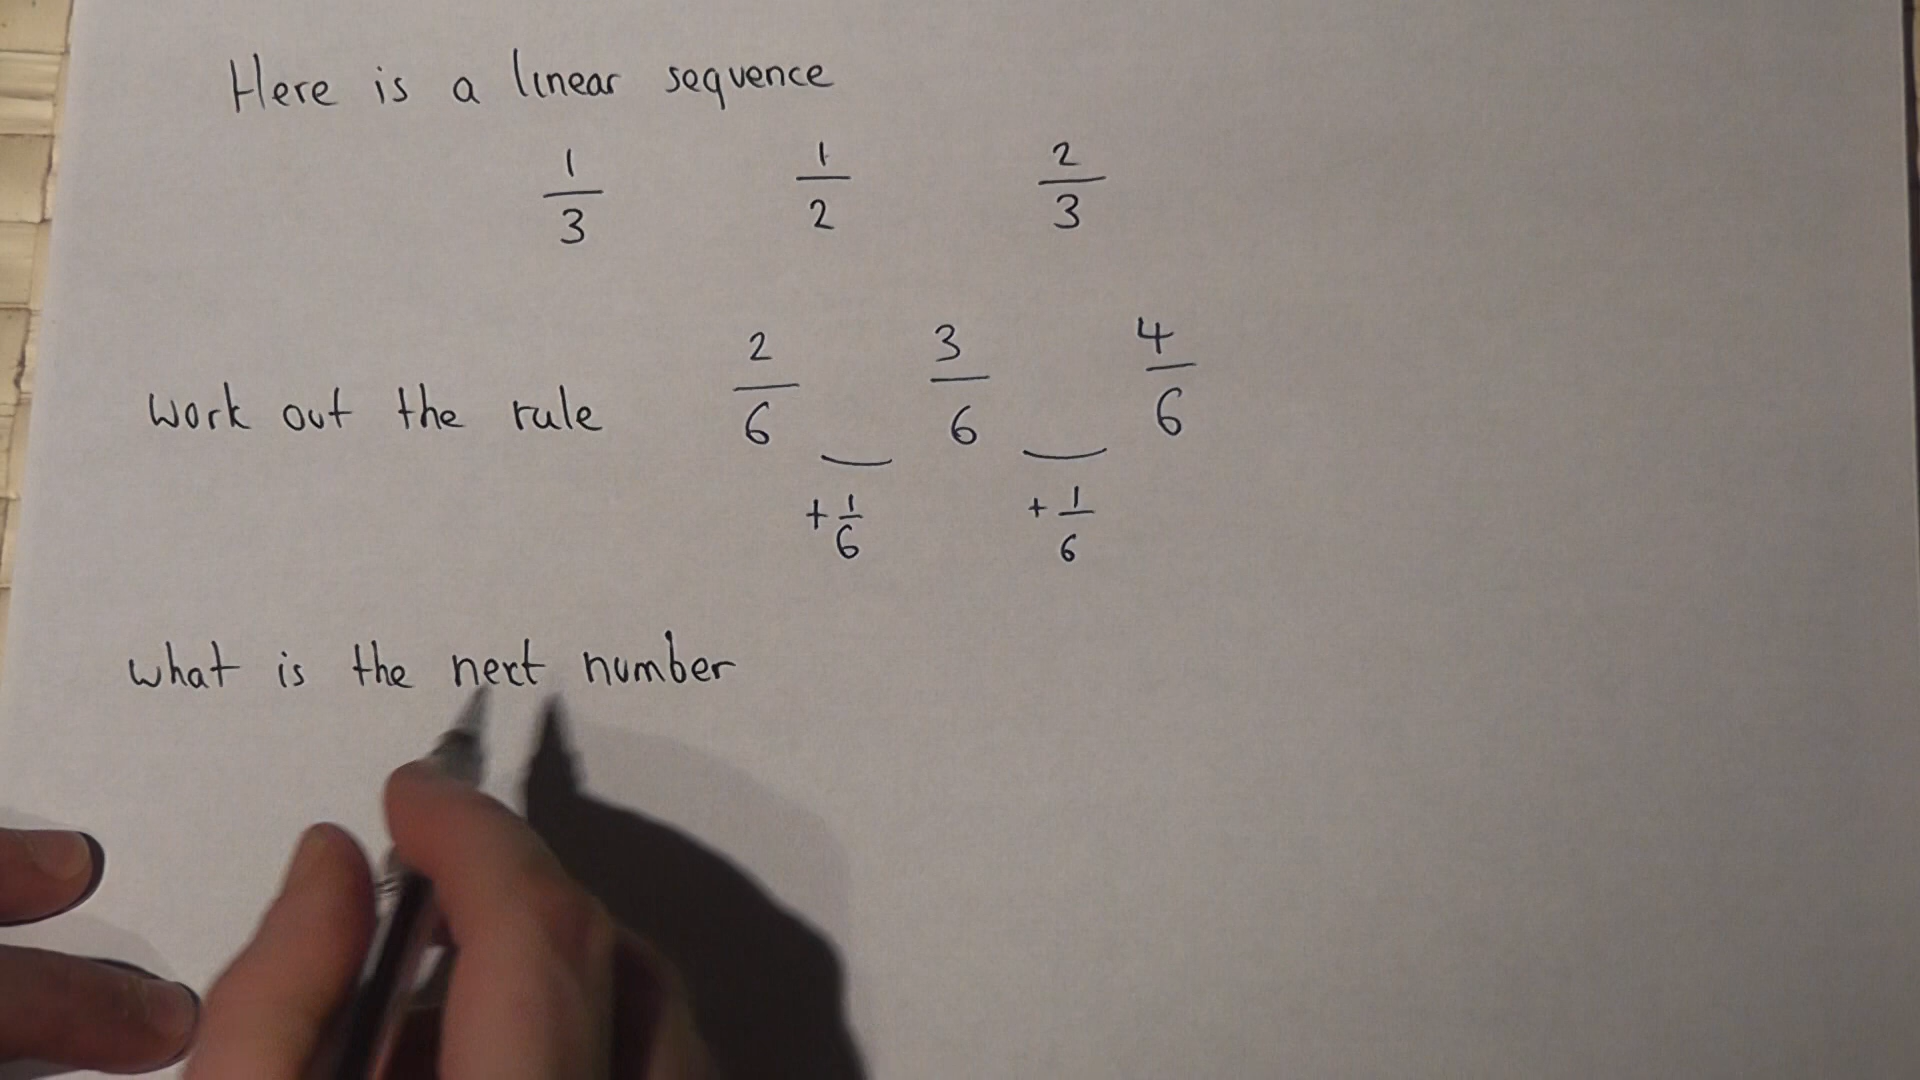 Here is a linear sequence
1/3 1/2 2/3
Work out the rule 2/6 3/6 4/6
+1/6 +1/6
what is the next number